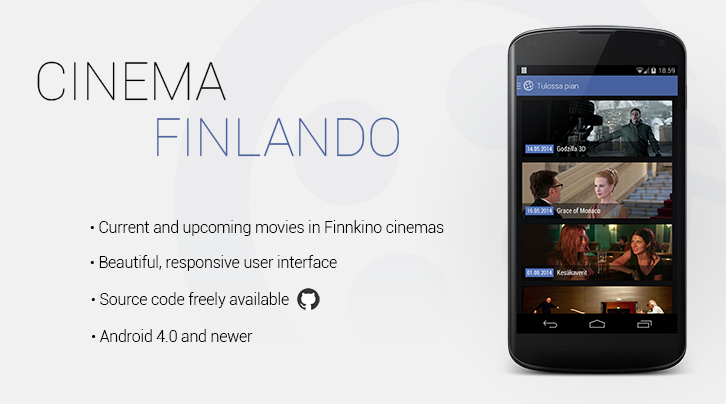 CINEMA
FINLANDO
• Current and upcoming movies in Finnkino cinemas
• Beautiful, responsive user interface
• Source code freely available
• Android 4.0 and newer
18:59
Tulossa pian
14.05.2014 Godzilla 3D
16.05.2014 Grace of Monaco
01.08.2014 Kesäkaverit